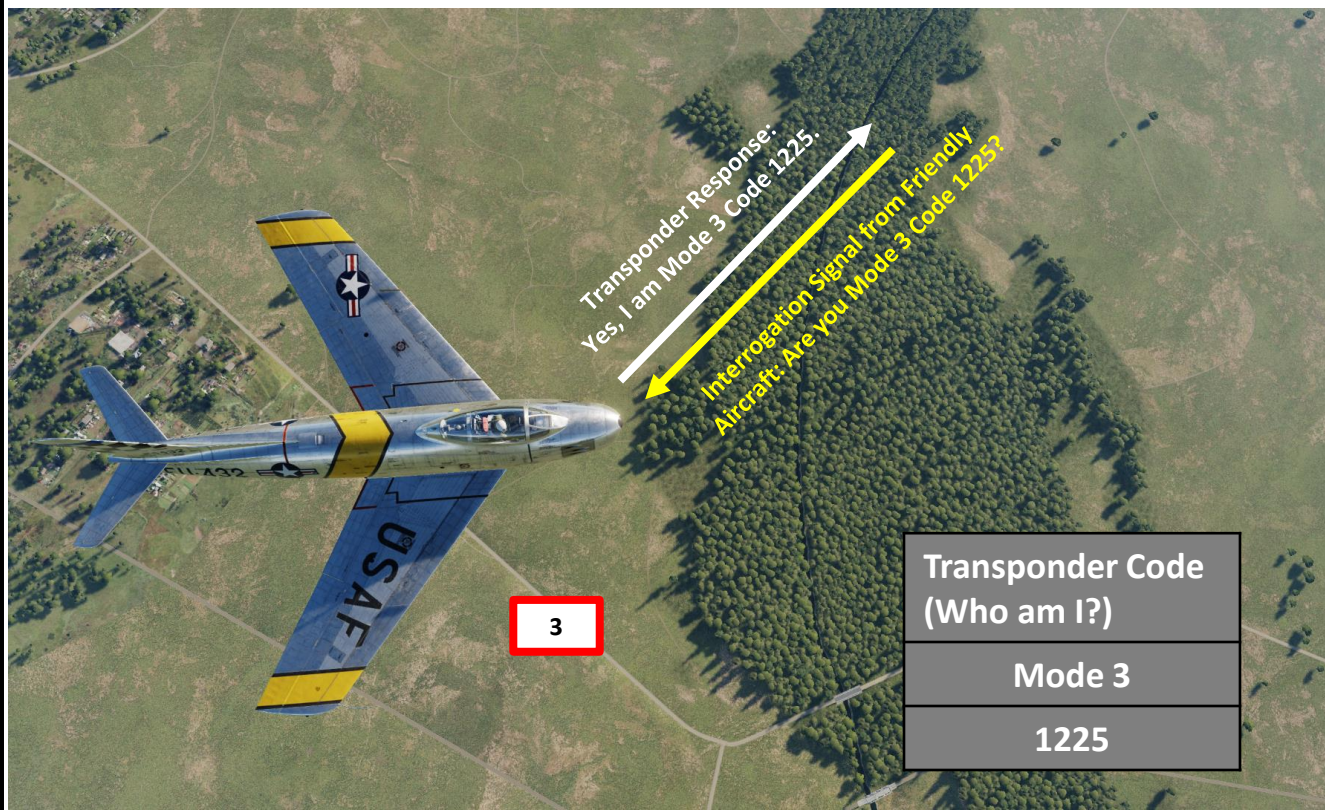 Transponder Response:
Yes, I am Mode 3 Code 1225.
Interrogation Signal from Friendly
Aircraft: Are you Mode 3 Code 1225?
USAF
3
Transponder Code
(Who am I?)
Mode 3
1225